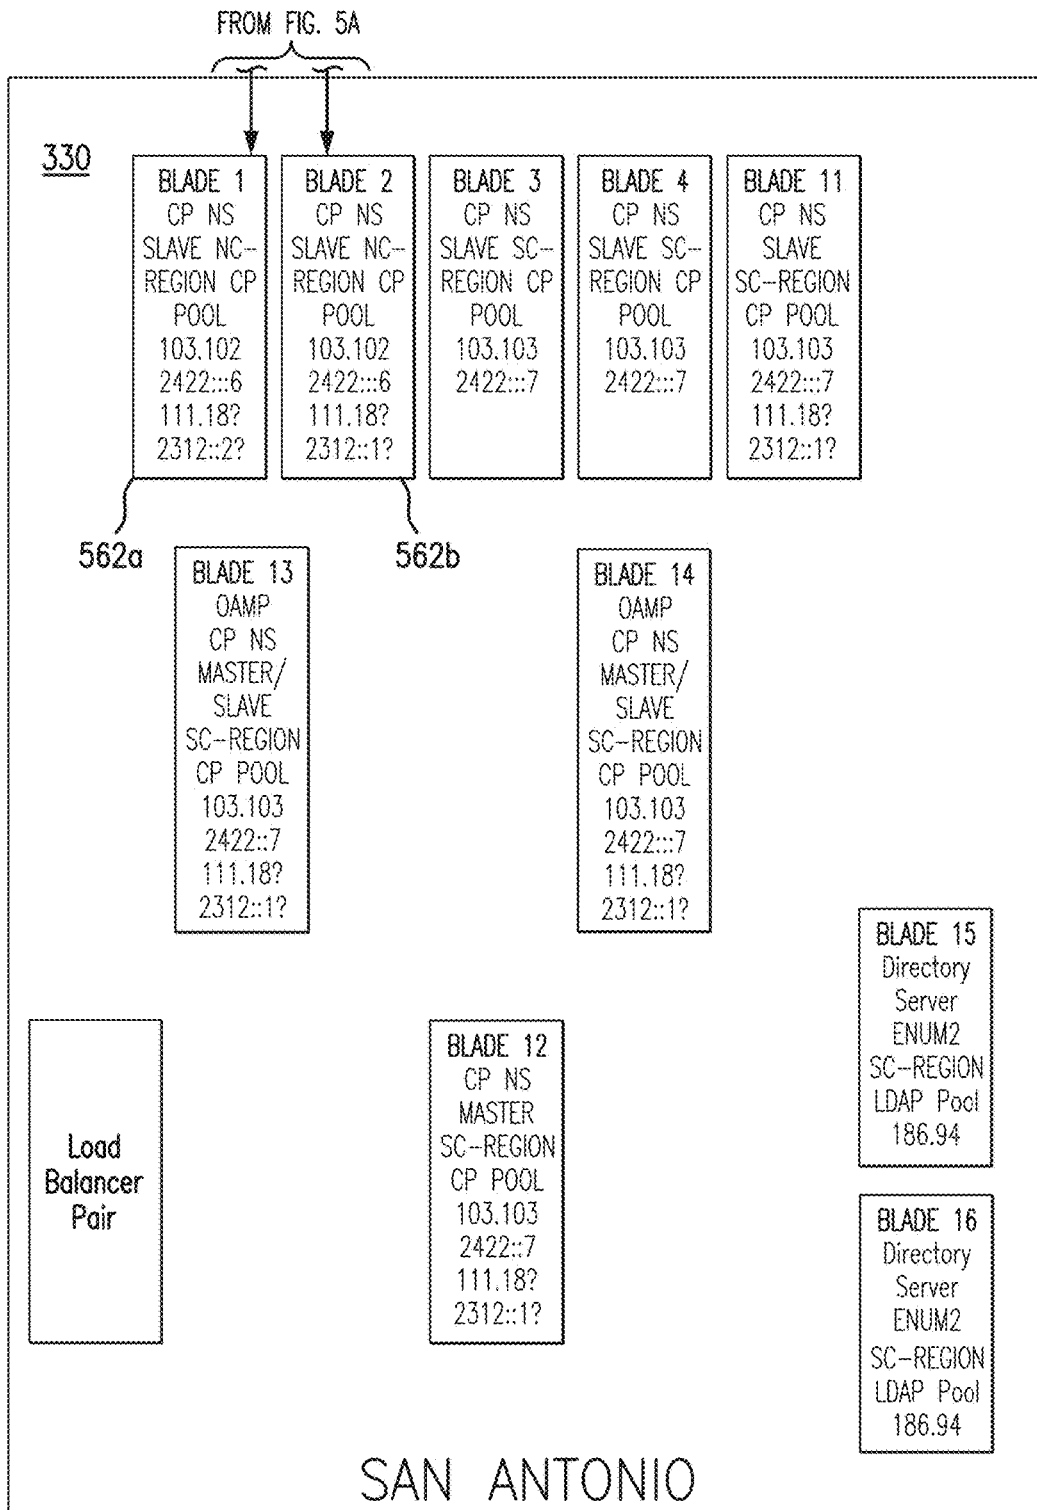 FROM FIG. 5A
330
BLADE 1
CP NS
SLAVE NC-
REGION CP
POOL
103.102
2422:::6
111.18?
2312::2?
BLADE 2
CP NS
SLAVE NC-
REGION CP
POOL
103.102
2422:::6
111.18?
2312::1?
BLADE 3
CP NS
SLAVE SC-
REGION CP
POOL
103.103
2422:::7
BLADE 4
CP NS
SLAVE SC-
REGION CP
POOL
103.103
2422:::7
BLADE 11
CP NS
SLAVE
SC-REGION
CP POOL
103.103
2422:::7
111.18?
2312::1?
562a
562b
BLADE 13
OAMP
CP NS
MASTER/
SLAVE
SC-REGION
CP POOL
103.103
2422::7
111.18?
2312::1?
BLADE 14
OAMP
CP NS
MASTER/
SLAVE
SC-REGION
CP POOL
103.103
2422:::7
111.18?
2312::1?
BLADE 15
Directory
Server
ENUM2
SC-REGION
LDAP Pool
186.94
Load
Balancer
Pair
BLADE 12
CP NS
MASTER
SC-REGION
CP POOL
103.103
2422::7
111.18?
2312::1?
BLADE 16
Directory
Server
ENUM2
SC-REGION
LDAP Pool
186.94
SAN ANTONIO